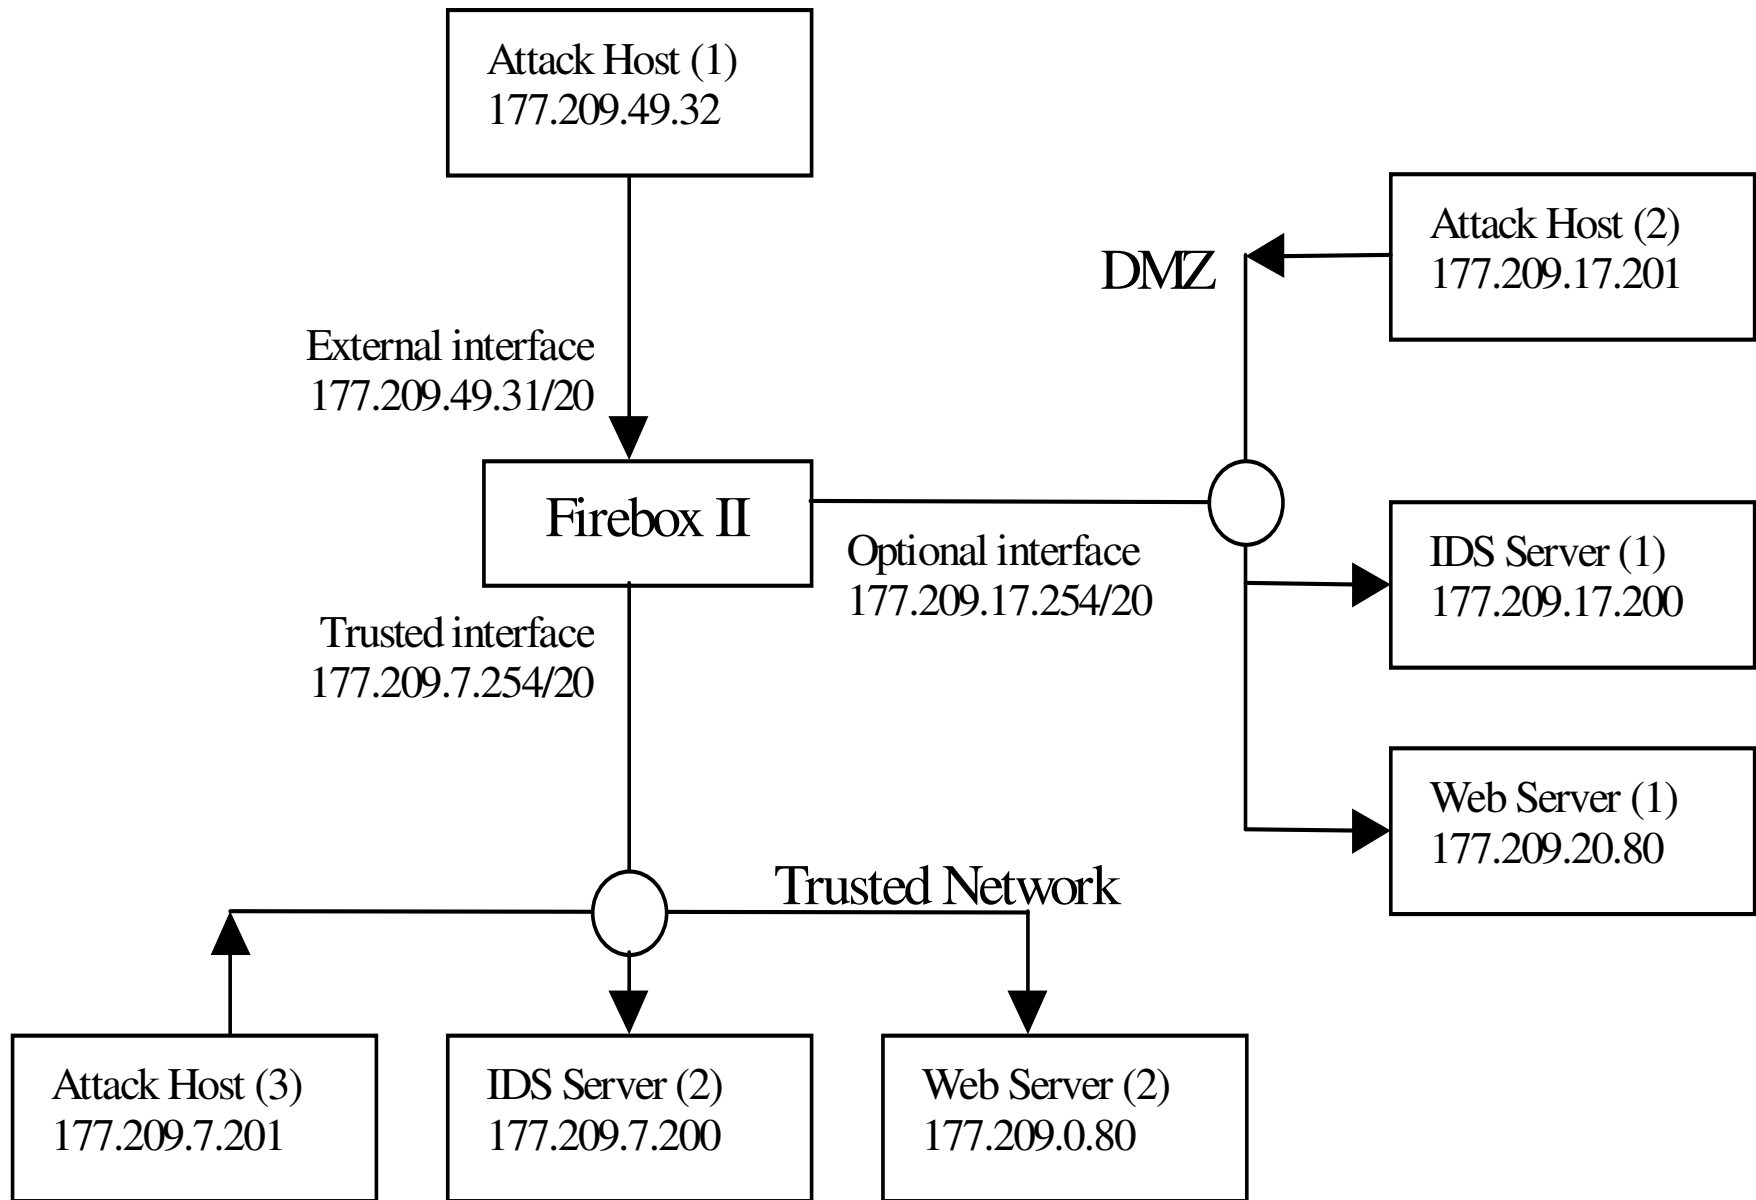 Attack Host (1)
177.209.49.32
Attack Host (2)
177.209.17.201
DMZ
External interface
177.209.49.31/20
Firebox II
Optional interface
177.209.17.254/20
IDS Server (1)
177.209.17.200
Trusted interface
177.209.7.254/20
Web Server (1)
177.209.20.80
Trusted Network
Attack Host (3)
177.209.7.201
IDS Server (2)
177.209.7.200
Web Server (2)
177.209.0.80